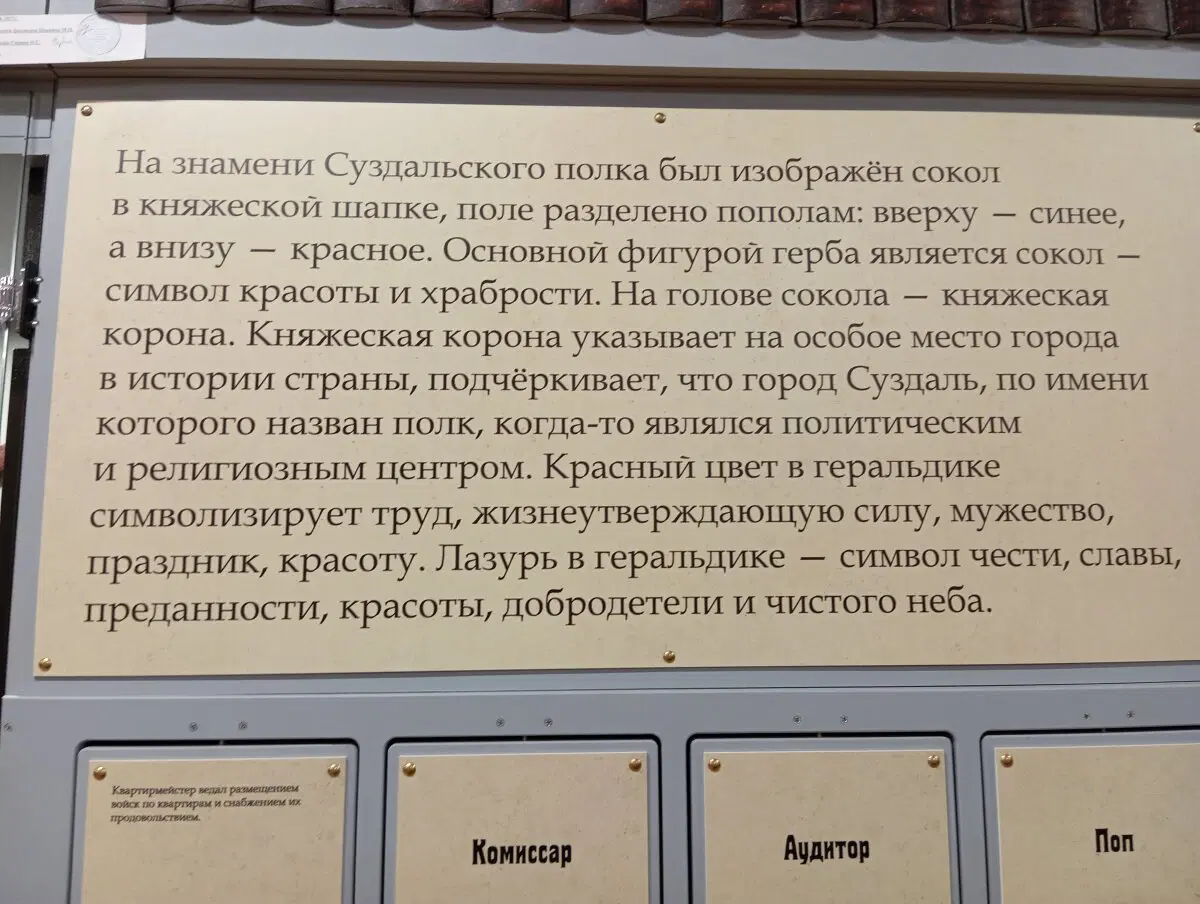 На знамени Суздальского полка был изображён сокол
в княжеской шапке, поле разделено пополам: вверху — синее,
а внизу — красное. Основной фигурой герба является сокол —
символ красоты и храбрости. На голове сокола — княжеская
корона. Княжеская корона указывает на особое место города
в истории страны, подчёркивает, что город Суздаль, по имени
которого назван полк, когда-то являлся политическим
и религиозным центром. Красный цвет в геральдике
символизирует труд, жизнеутверждающую силу, мужество,
праздник, красоту. Лазурь в геральдике — символ чести, славы,
преданности, красоты, добродетели и чистого неба.
Квартирмейстер ведал размещением
войск по квартирам и снабжением их
продовольствием.
Комиссар
Аудитор
Поп